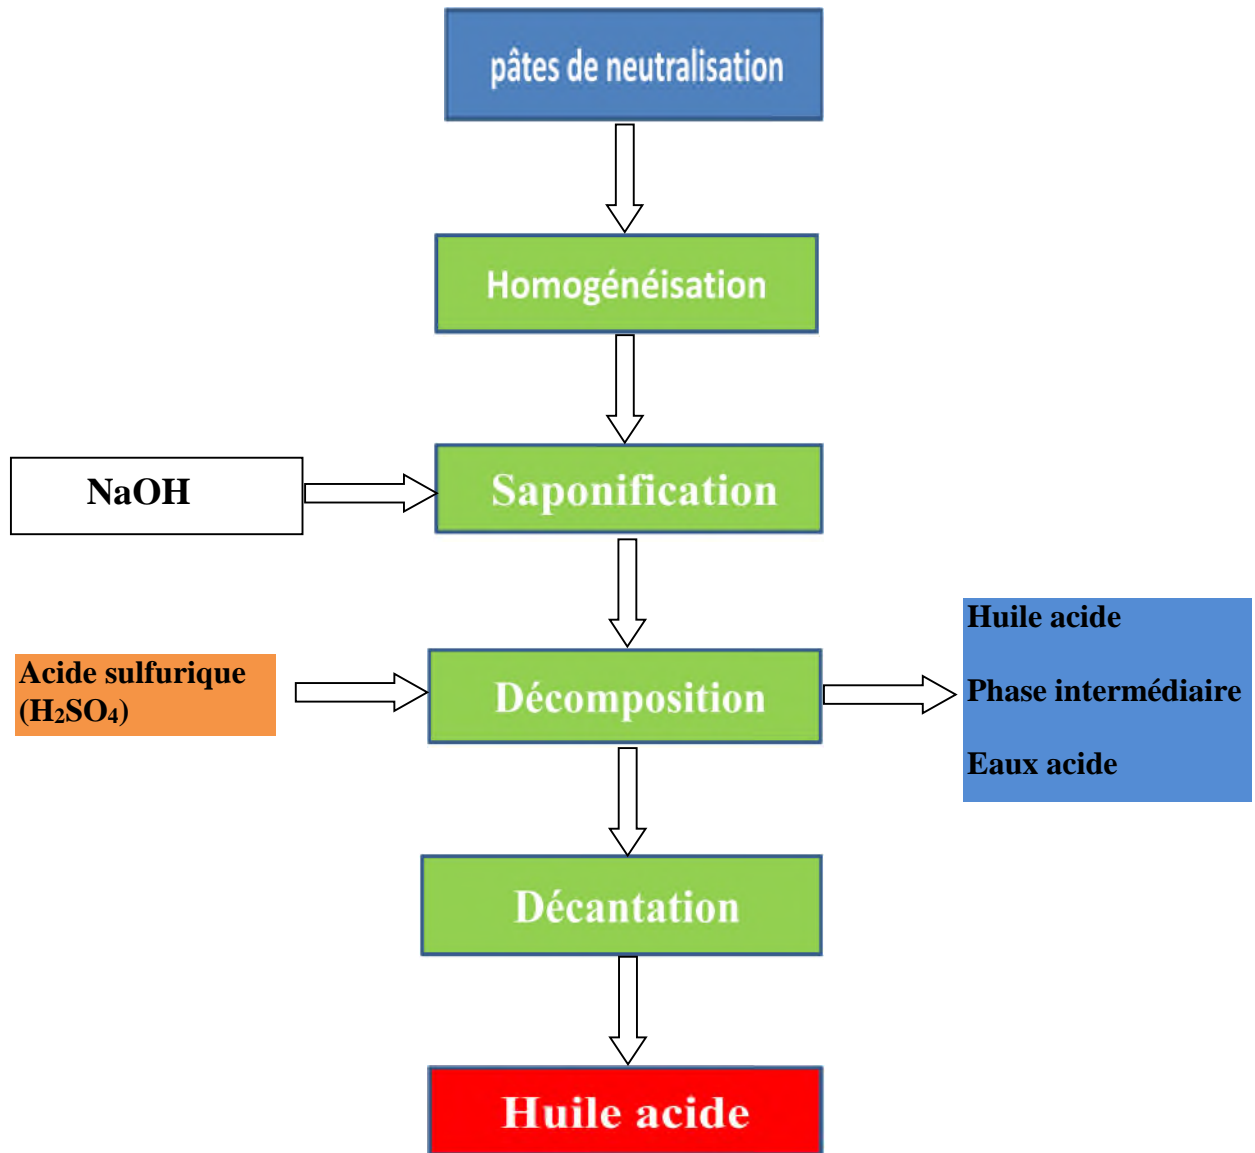 pâtes de neutralisation
Homogénéisation
NaOH
Saponification
Acide sulfurique
(H₂SO₄)
Décomposition
Huile acide
Phase intermédiaire
Eaux acide
Décantation
Huile acide